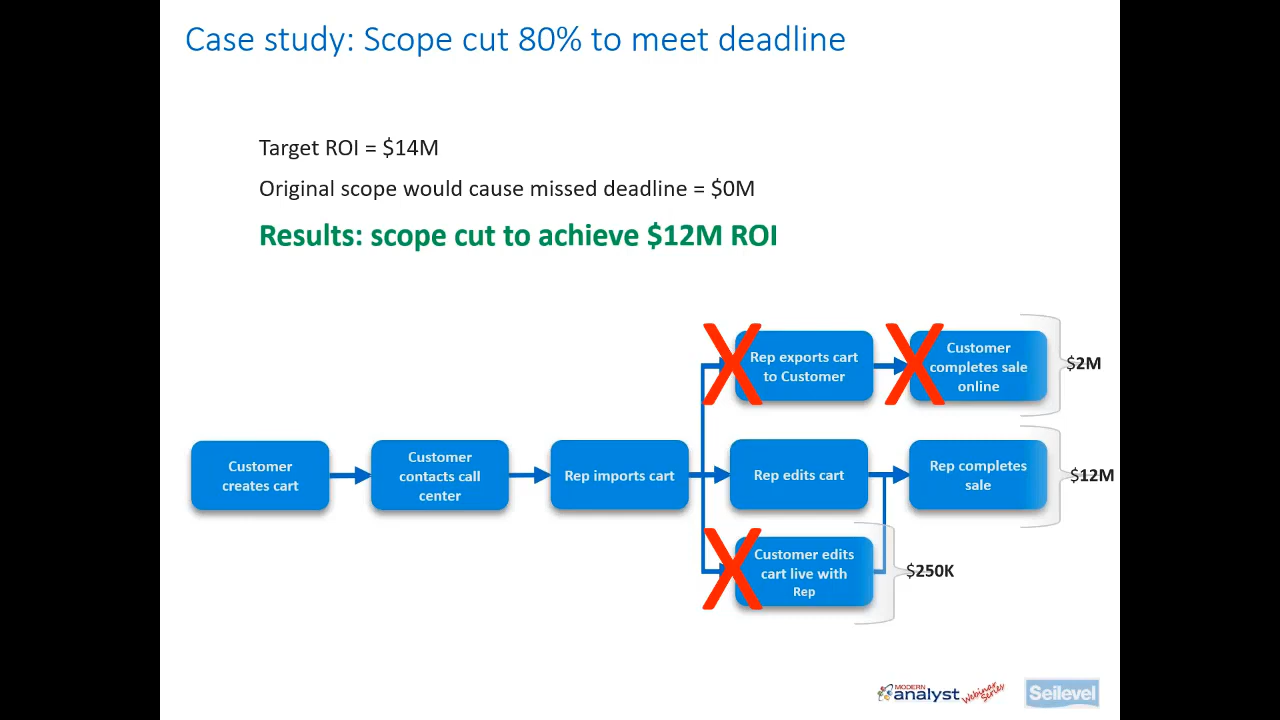 Case study: Scope cut 80% to meet deadline
Target ROI = $14M
Original scope would cause missed deadline = $0M
Results: scope cut to achieve $12M ROI
X
Rep exports cart
to Customer
X
Customer
completes sale
online
$2M
Customer
creates cart
Customer
contacts call
center
Rep imports cart
Rep edits cart
Rep completes
sale
$12M
X
Customer edits
cart live with
Rep
$250K
MODERN
analyst
Webinar
Series
Seilevel